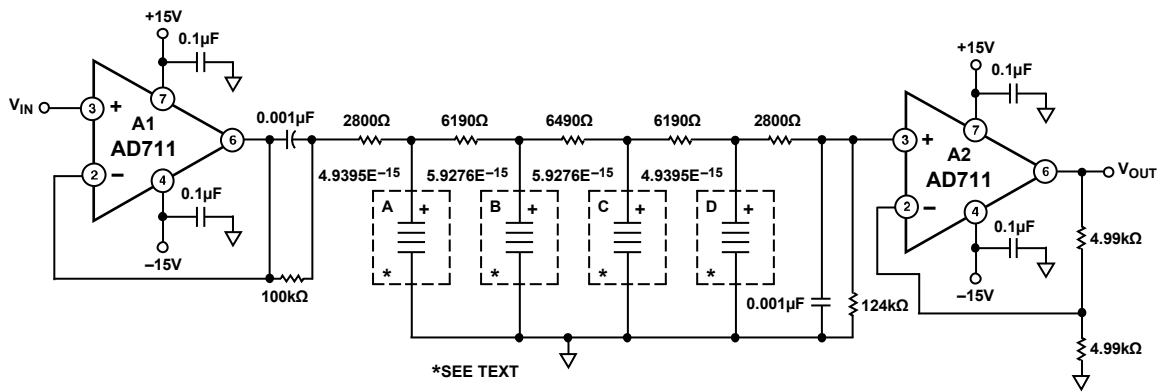 +15V
0.1µF
7
V_IN
3
+
A1
AD711
6
2
−
4
0.1µF
−15V
0.001µF
100kΩ
2800Ω
6190Ω
6490Ω
6190Ω
2800Ω
4.9395E⁻¹⁵
5.9276E⁻¹⁵
5.9276E⁻¹⁵
4.9395E⁻¹⁵
A
+
*
B
+
*
C
+
*
D
+
*
0.001µF
124kΩ
*SEE TEXT
+15V
0.1µF
7
3
+
A2
AD711
6
V_OUT
2
−
4
0.1µF
−15V
4.99kΩ
4.99kΩ